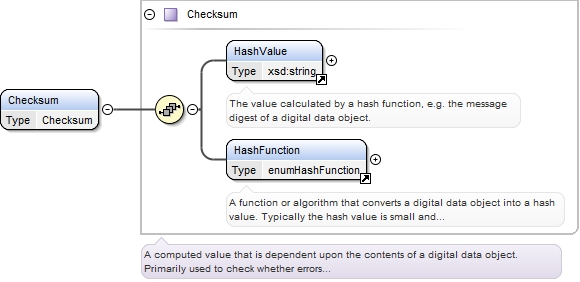 Checksum
HashValue
Type xsd:string
The value calculated by a hash function, e.g. the message
digest of a digital data object.
Checksum
Type Checksum
HashFunction
Type enumHashFunction
A function or algorithm that converts a digital data object into a hash
value. Typically the hash value is small and...
A computed value that is dependent upon the contents of a digital data object.
Primarily used to check whether errors...